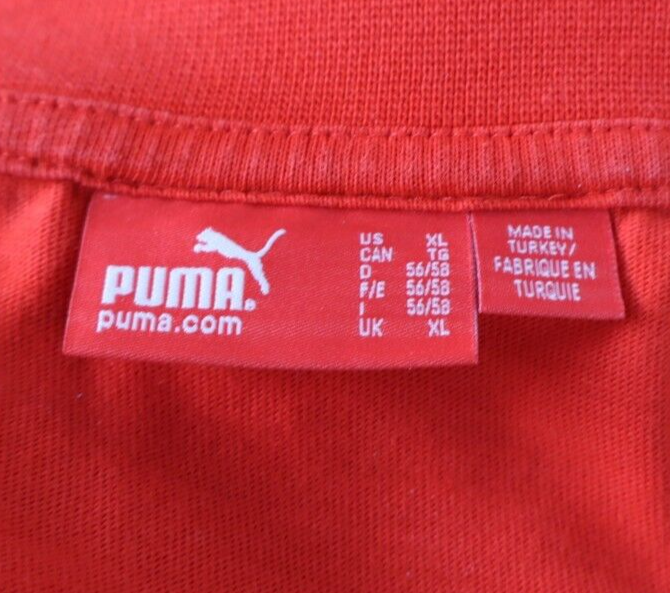 PUMA®
puma.com
US XL
CAN TG
D 56/58
F/E 56/58
I 56/58
UK XL
MADE IN
TURKEY/
FABRIQUE EN
TURQUIE